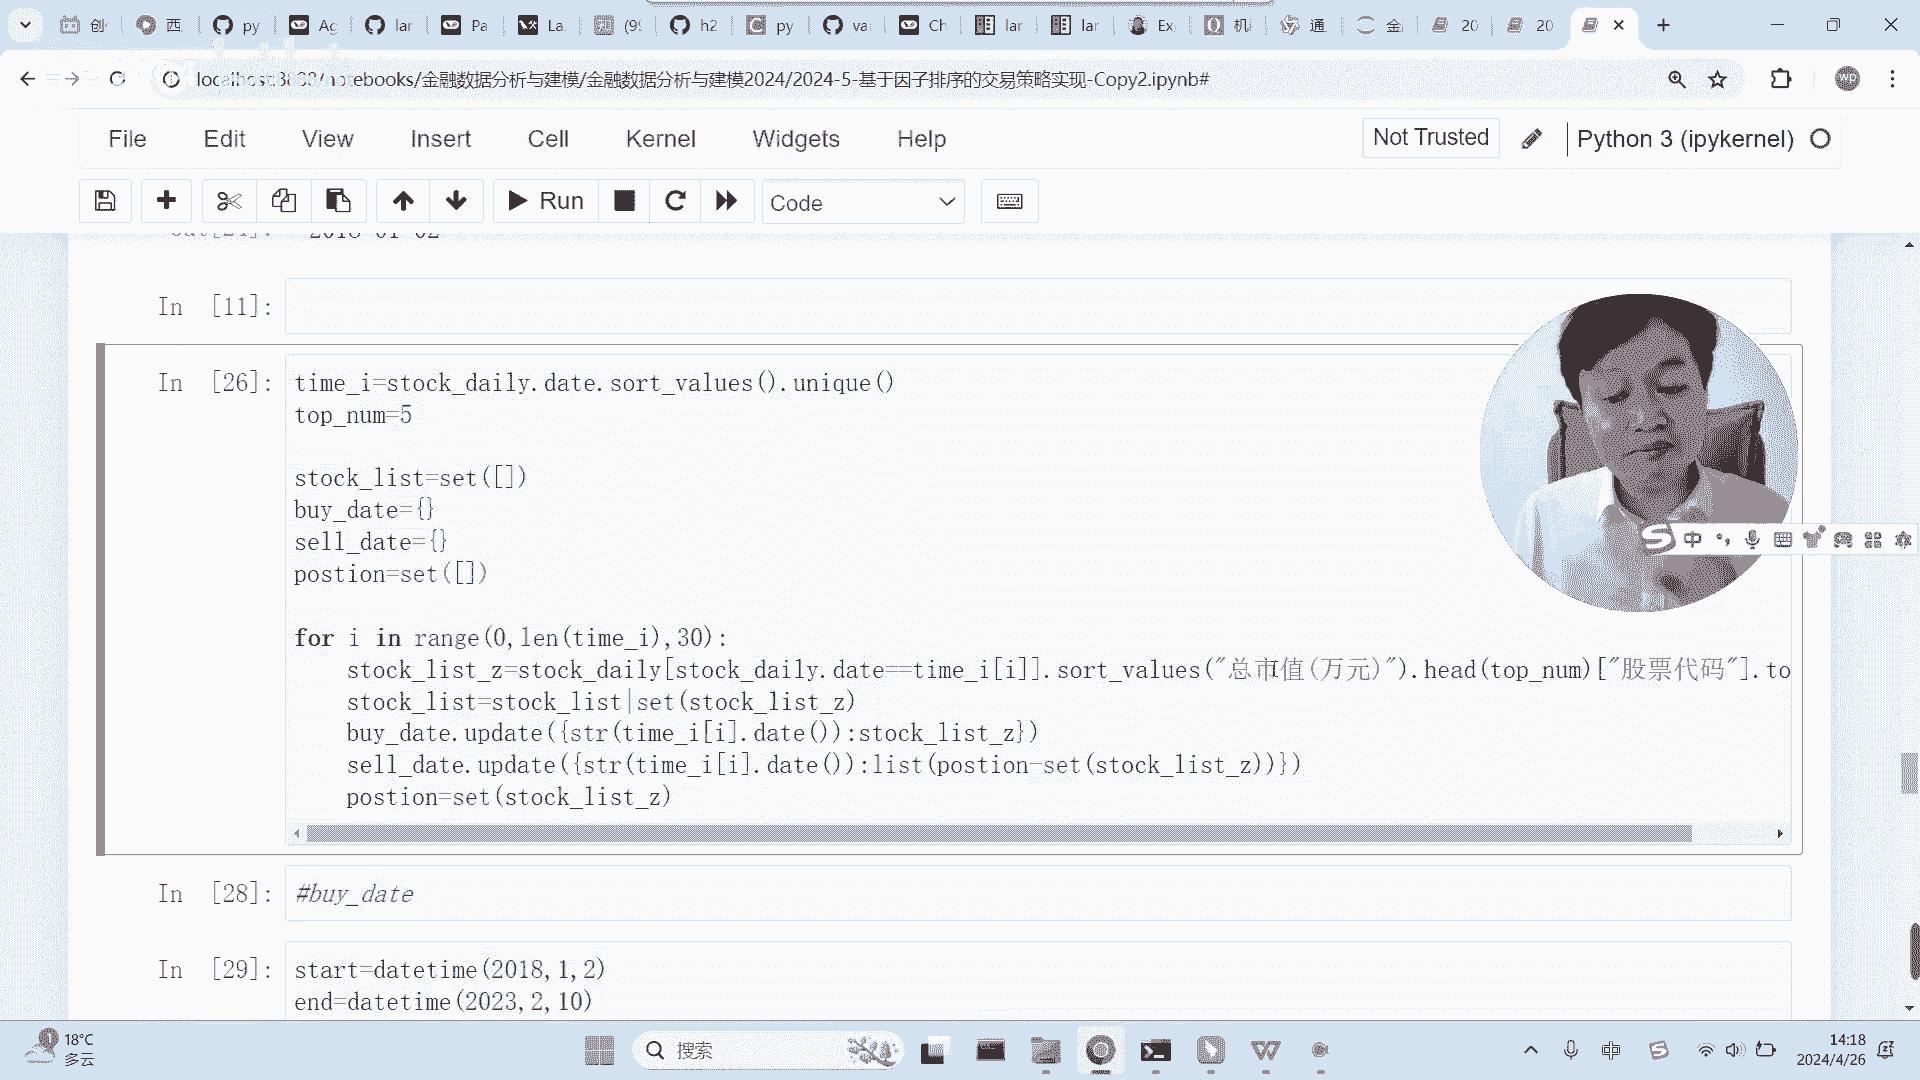 创
西
py
Ag
lar
Pa
La
(99
h2
py
va
Ch
lar
lar
Ex
机
通
金融
20
20
localhost:8888/notebooks/金融数据分析与建模/金融数据分析与建模2024/2024-5-基于因子排序的交易策略实现-Copy2.ipynb#
wp
File Edit View Insert Cell Kernel Widgets Help
Not Trusted
Python 3 (ipykernel)
Run
Code
In [11]:
In [26]:
time_i=stock_daily.date.sort_values().unique()
top_num=5
stock_list=set([])
buy_date={}
sell_date={}
postion=set([])
for i in range(0,len(time_i),30):
stock_list_z=stock_daily[stock_daily.date==time_i[i]].sort_values("总市值(万元)").head(top_num)["股票代码"].to
stock_list=stock_list|set(stock_list_z)
buy_date.update({str(time_i[i].date()):stock_list_z})
sell_date.update({str(time_i[i].date()):list(postion-set(stock_list_z))})
postion=set(stock_list_z)
中
In [28]:
#buy_date
In [29]:
start=datetime(2018,1,2)
end=datetime(2023,2,10)
18°C
多云
搜索
中
14:18
2024/4/26